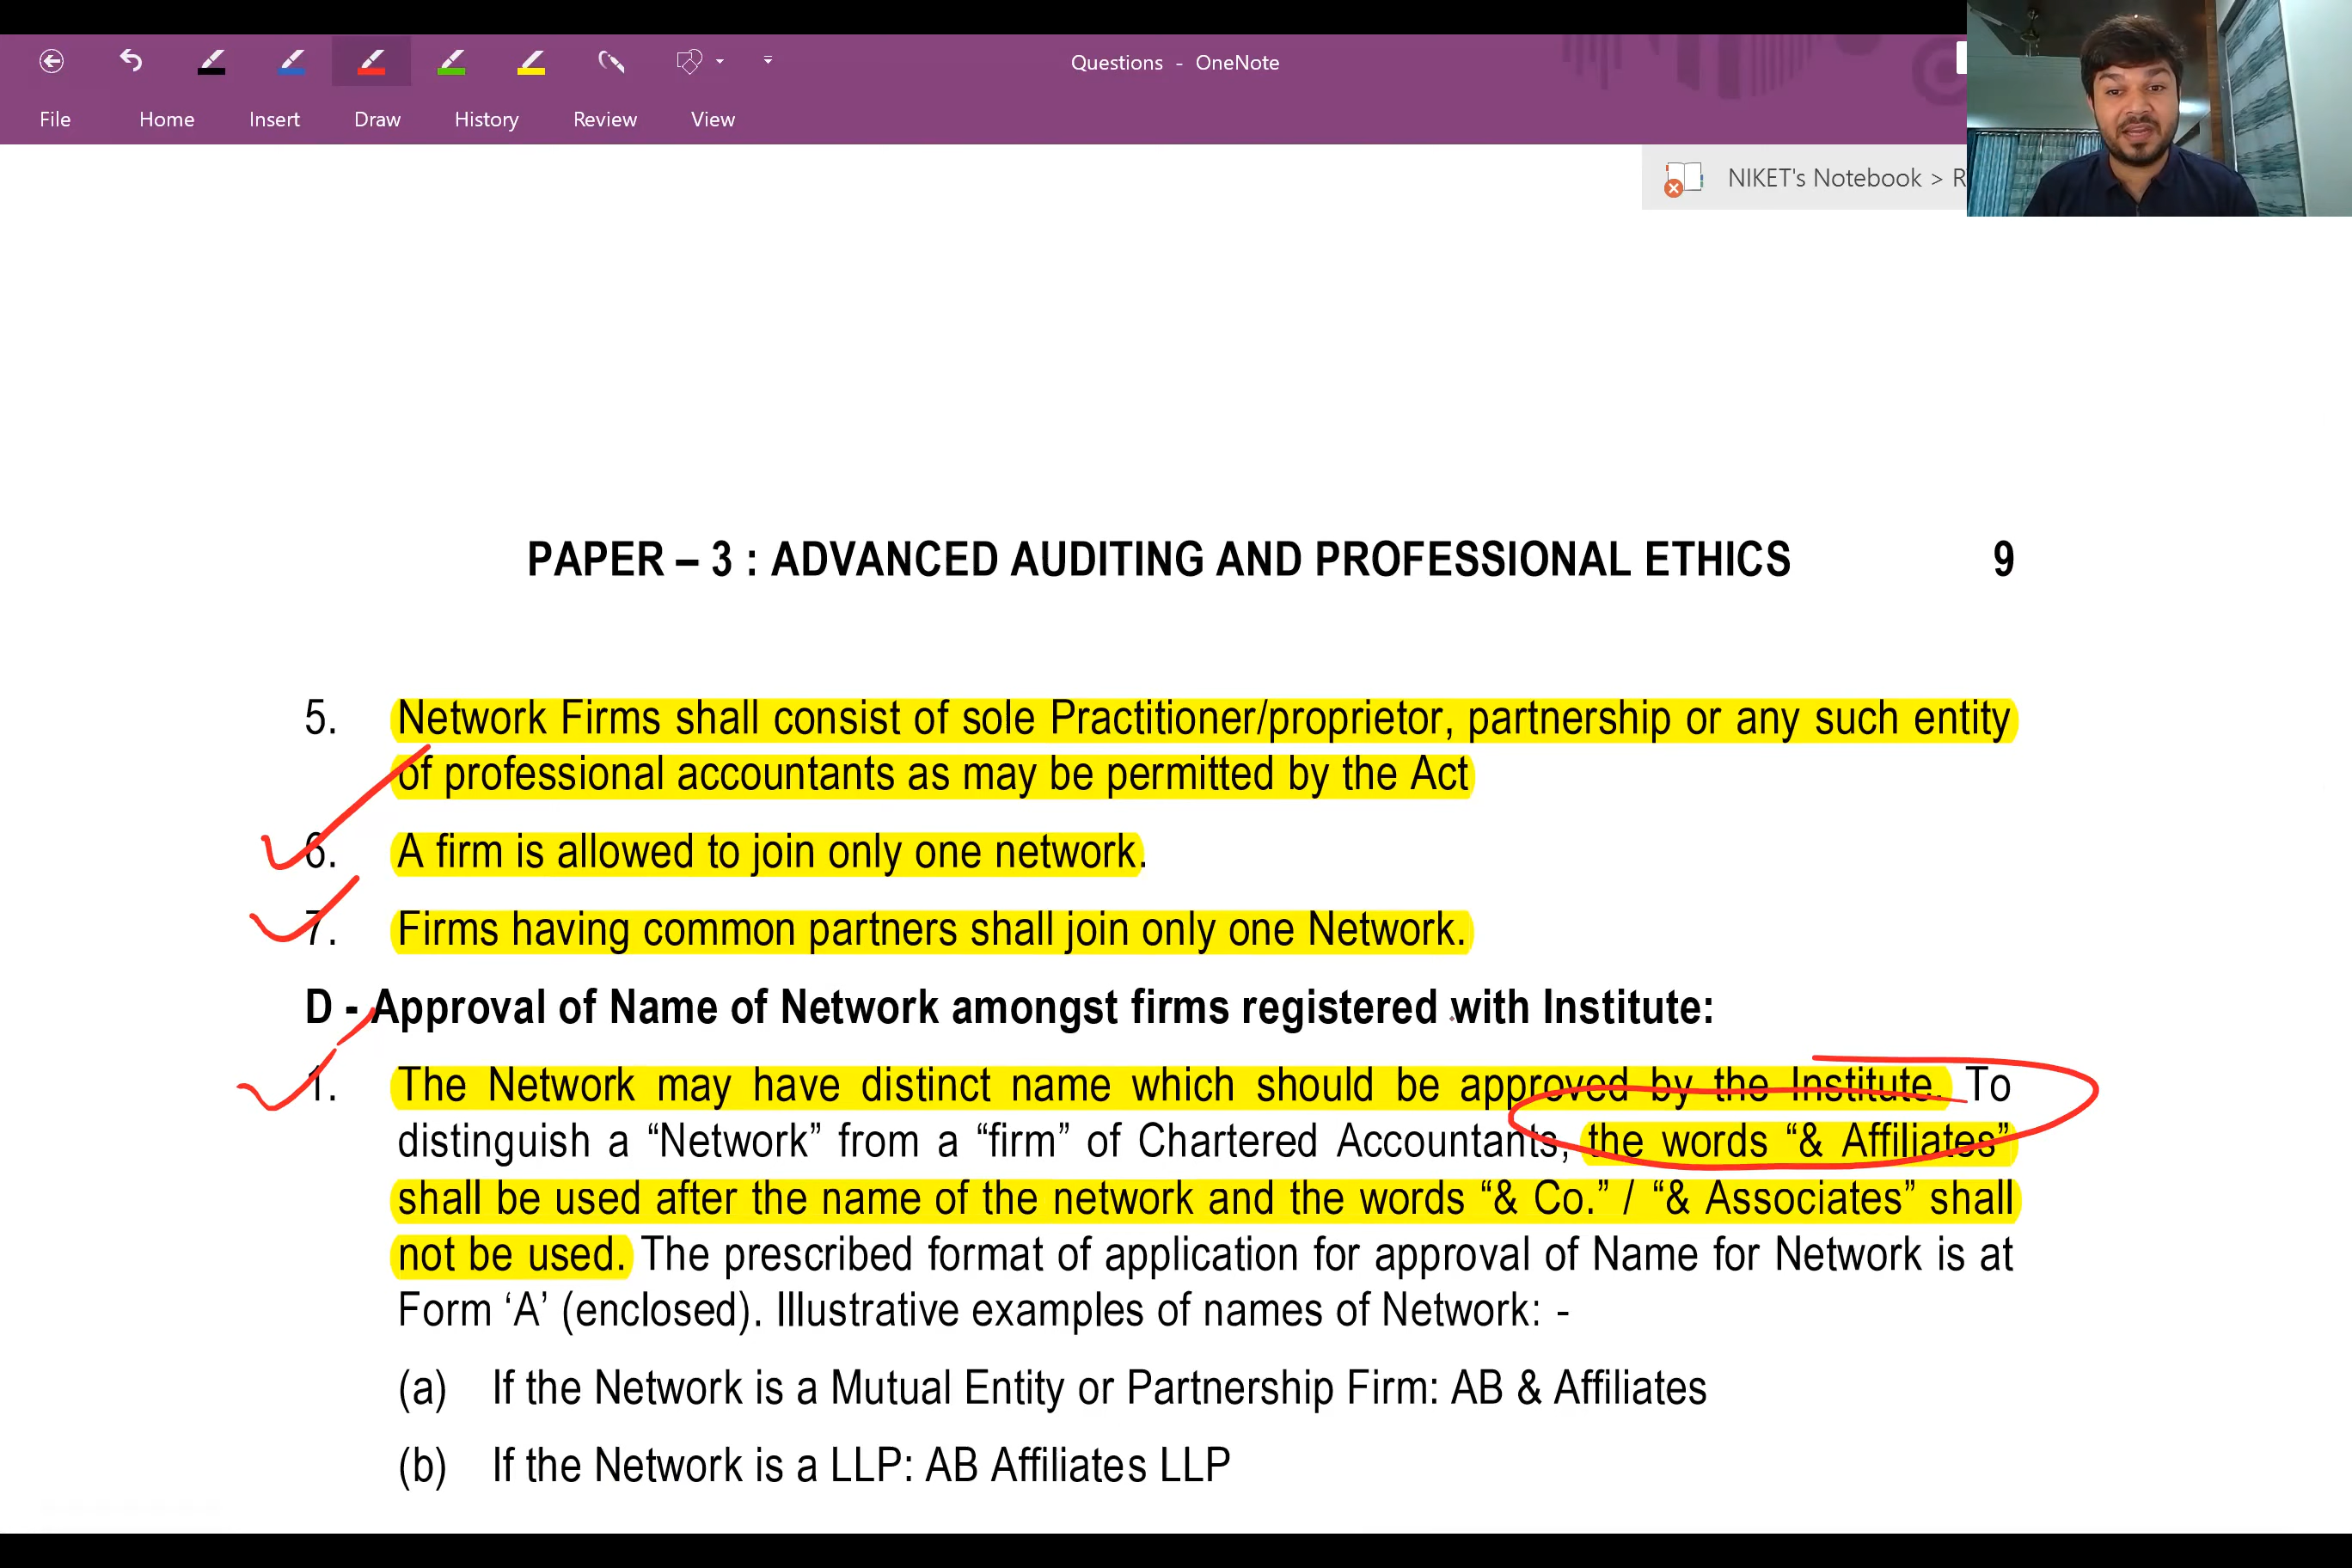 Questions - OneNote
File Home Insert Draw History Review View
NIKET's Notebook > R
PAPER – 3 : ADVANCED AUDITING AND PROFESSIONAL ETHICS 9
5. Network Firms shall consist of sole Practitioner/proprietor, partnership or any such entity
of professional accountants as may be permitted by the Act
6. A firm is allowed to join only one network.
7. Firms having common partners shall join only one Network.
D - Approval of Name of Network amongst firms registered with Institute:
1. The Network may have distinct name which should be approved by the Institute. To
distinguish a “Network” from a “firm” of Chartered Accountants, the words “& Affiliates”
shall be used after the name of the network and the words “& Co.” / “& Associates” shall
not be used. The prescribed format of application for approval of Name for Network is at
Form ‘A’ (enclosed). Illustrative examples of names of Network: -
(a) If the Network is a Mutual Entity or Partnership Firm: AB & Affiliates
(b) If the Network is a LLP: AB Affiliates LLP